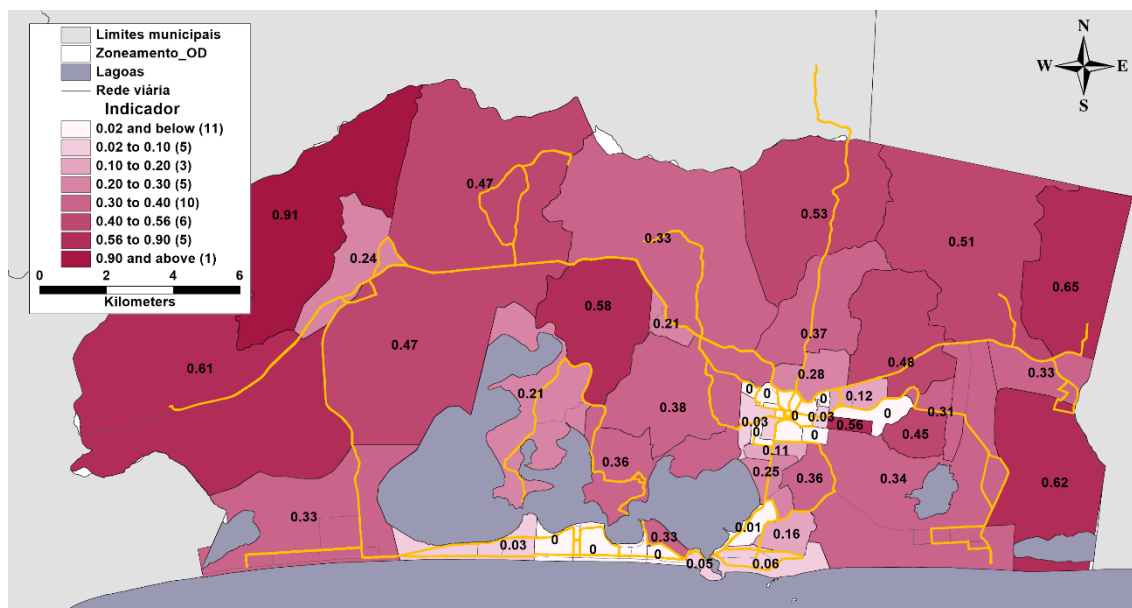 Limites municipais
Zoneamento_OD
Lagoas
Rede viária
Indicador
0.02 and below (11)
0.02 to 0.10 (5)
0.10 to 0.20 (3)
0.20 to 0.30 (5)
0.30 to 0.40 (10)
0.40 to 0.56 (6)
0.56 to 0.90 (5)
0.90 and above (1)
0 2 4 6
Kilometers
N
W E
S
0.47
0.91
0.53
0.33
0.51
0.24
0.65
0.58
0.21
0.37
0.47
0.61
0.48
0.33
0.28
0.21
0 0 0 0.12
0.38
0.03 0 0.03 0 0.31
0.56
0 0 0.45
0.11
0.36 0.25 0.36 0.34
0.62
0.33
0.01
0.16
0.33
0.03 0 0 0
0.05 0.06